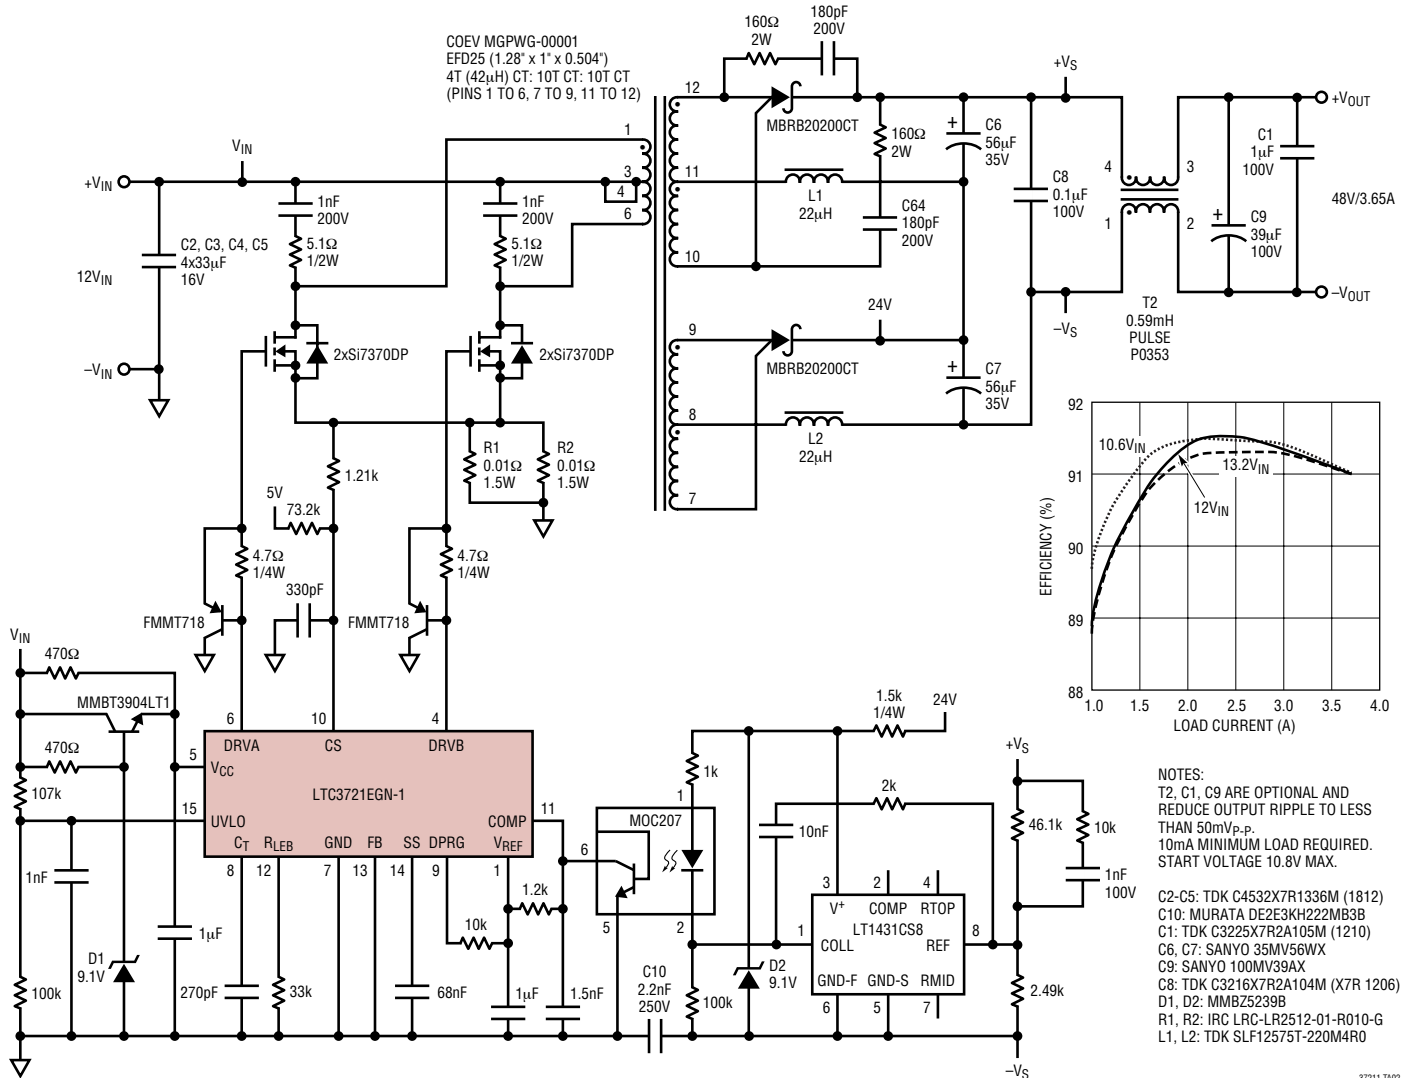 COEV MGPWG-00001
EFD25 (1.28" x 1" x 0.504")
4T (42µH) CT: 10T CT: 10T CT
(PINS 1 TO 6, 7 TO 9, 11 TO 12)
160Ω
2W
180pF
200V
12
MBRB20200CT
11
10
L1
22µH
160Ω
2W
C64
180pF
200V
+
C6
56µF
35V
C8
0.1µF
100V
+VS
–VS
4
3
1
2
T2
0.59mH
PULSE
P0353
+
C9
39µF
100V
C1
1µF
100V
+VOUT
–VOUT
48V/3.65A
+VIN
VIN
12VIN
–VIN
C2, C3, C4, C5
4x33µF
16V
1nF
200V
5.1Ω
1/2W
1nF
200V
5.1Ω
1/2W
1
3
4
6
2xSi7370DP
2xSi7370DP
9
8
7
MBRB20200CT
24V
L2
22µH
+
C7
56µF
35V
R1
0.01Ω
1.5W
R2
0.01Ω
1.5W
1.21k
5V
73.2k
330pF
4.7Ω
1/4W
4.7Ω
1/4W
FMMT718
FMMT718
VIN
470Ω
MMBT3904LT1
470Ω
107k
1nF
100k
D1
9.1V
1µF
6
10
4
DRVA
CS
DRVB
5
VCC
LTC3721EGN-1
15
UVLO
COMP
11
CT
RLEB
GND
FB
SS
DPRG
VREF
8
12
7
13
14
9
1
270pF
33k
68nF
10k
1.2k
1µF
1.5nF
MOC207
6
5
1
2
1k
C10
2.2nF
250V
100k
D2
9.1V
10nF
2k
1.5k
1/4W
24V
3
2
4
V+
COMP
RTOP
LT1431CS8
1
COLL
REF
8
GND-F
GND-S
RMID
6
5
7
+VS
46.1k
10k
1nF
100V
2.49k
–VS
92
91
90
89
88
EFFICIENCY (%)
10.6VIN
13.2VIN
12VIN
1.0 1.5 2.0 2.5 3.0 3.5 4.0
LOAD CURRENT (A)
NOTES:
T2, C1, C9 ARE OPTIONAL AND
REDUCE OUTPUT RIPPLE TO LESS
THAN 50mVP-P.
10mA MINIMUM LOAD REQUIRED.
START VOLTAGE 10.8V MAX.
C2-C5: TDK C4532X7R1336M (1812)
C10: MURATA DE2E3KH222MB3B
C1: TDK C3225X7R2A105M (1210)
C6, C7: SANYO 35MV56WX
C9: SANYO 100MV39AX
C8: TDK C3216X7R2A104M (X7R 1206)
D1, D2: MMBZ5239B
R1, R2: IRC LRC-LR2512-01-R010-G
L1, L2: TDK SLF12575T-220M4R0
37211 TA02